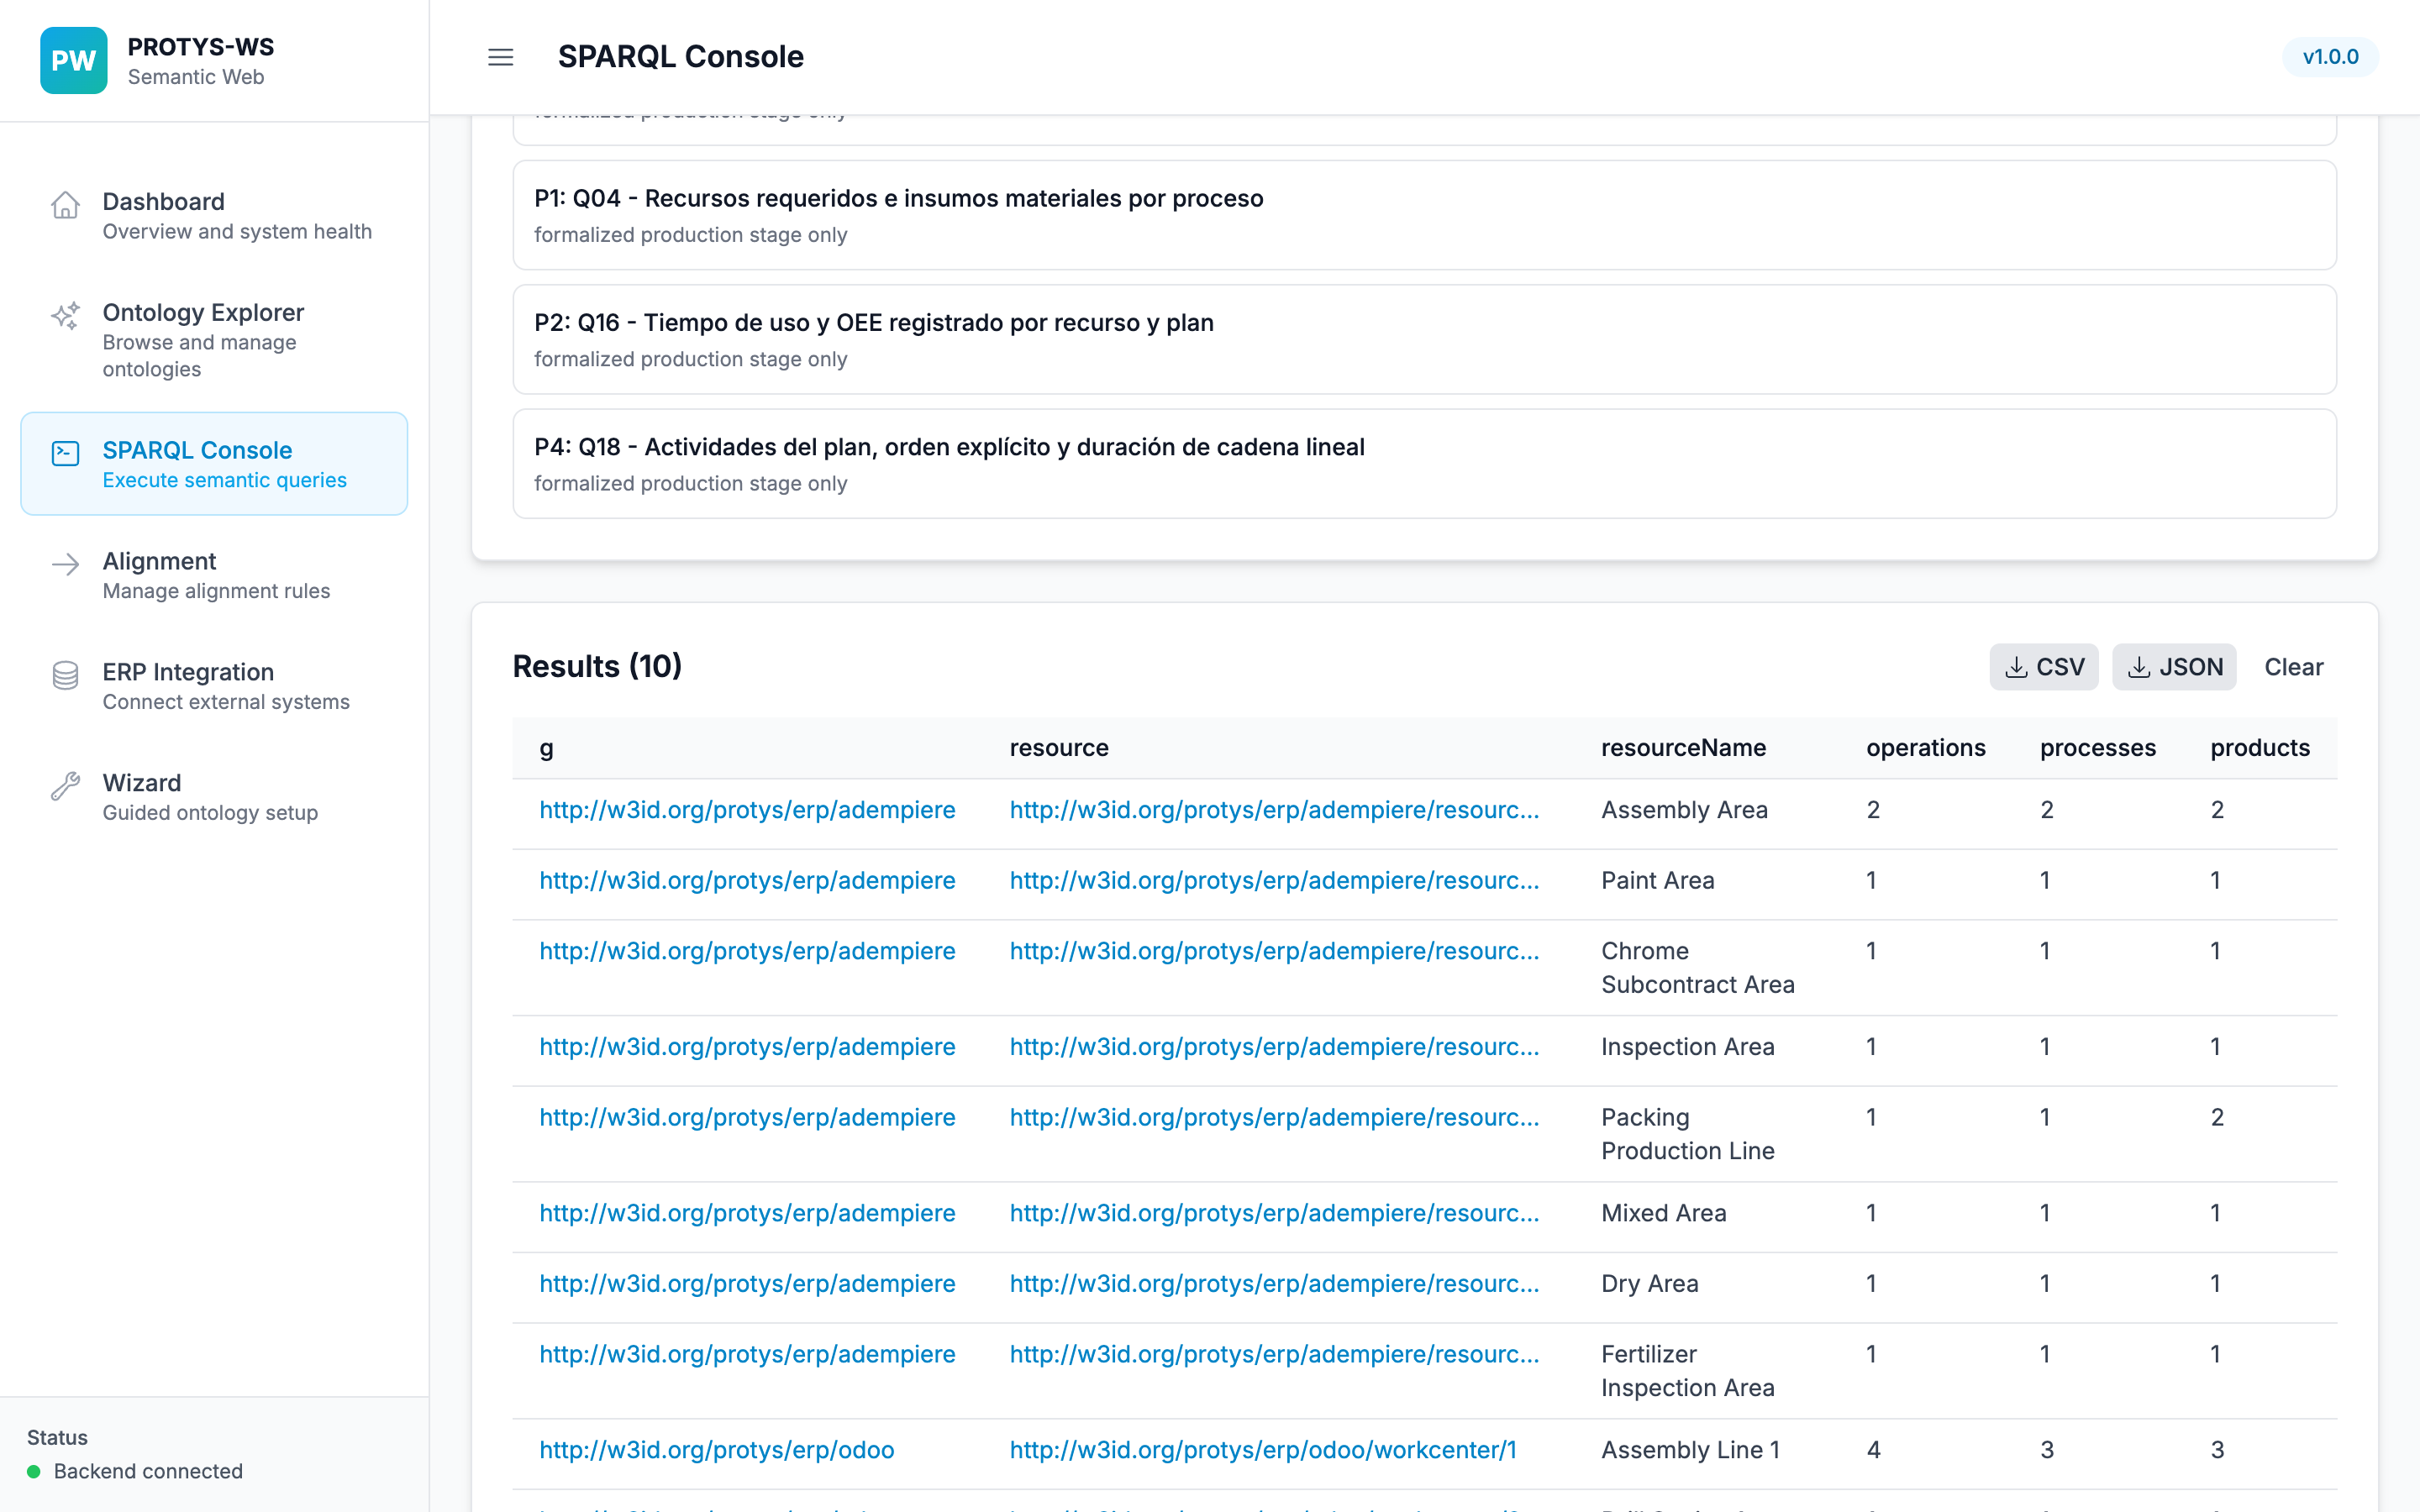 PW
PROTYS-WS
Semantic Web
SPARQL Console
v1.0.0
Dashboard
Overview and system health
Ontology Explorer
Browse and manage
ontologies
SPARQL Console
Execute semantic queries
Alignment
Manage alignment rules
ERP Integration
Connect external systems
Wizard
Guided ontology setup
Status
Backend connected
formalized production stage only
P1: Q04 - Recursos requeridos e insumos materiales por proceso
formalized production stage only
P2: Q16 - Tiempo de uso y OEE registrado por recurso y plan
formalized production stage only
P4: Q18 - Actividades del plan, orden explícito y duración de cadena lineal
formalized production stage only
Results (10)
CSV
JSON
Clear
g resource resourceName operations processes products
http://w3id.org/protys/erp/adempiere http://w3id.org/protys/erp/adempiere/resourc... Assembly Area 2 2 2
http://w3id.org/protys/erp/adempiere http://w3id.org/protys/erp/adempiere/resourc... Paint Area 1 1 1
http://w3id.org/protys/erp/adempiere http://w3id.org/protys/erp/adempiere/resourc... Chrome 1 1 1
Subcontract Area
http://w3id.org/protys/erp/adempiere http://w3id.org/protys/erp/adempiere/resourc... Inspection Area 1 1 1
http://w3id.org/protys/erp/adempiere http://w3id.org/protys/erp/adempiere/resourc... Packing 1 1 2
Production Line
http://w3id.org/protys/erp/adempiere http://w3id.org/protys/erp/adempiere/resourc... Mixed Area 1 1 1
http://w3id.org/protys/erp/adempiere http://w3id.org/protys/erp/adempiere/resourc... Dry Area 1 1 1
http://w3id.org/protys/erp/adempiere http://w3id.org/protys/erp/adempiere/resourc... Fertilizer 1 1 1
Inspection Area
http://w3id.org/protys/erp/odoo http://w3id.org/protys/erp/odoo/workcenter/1 Assembly Line 1 4 3 3